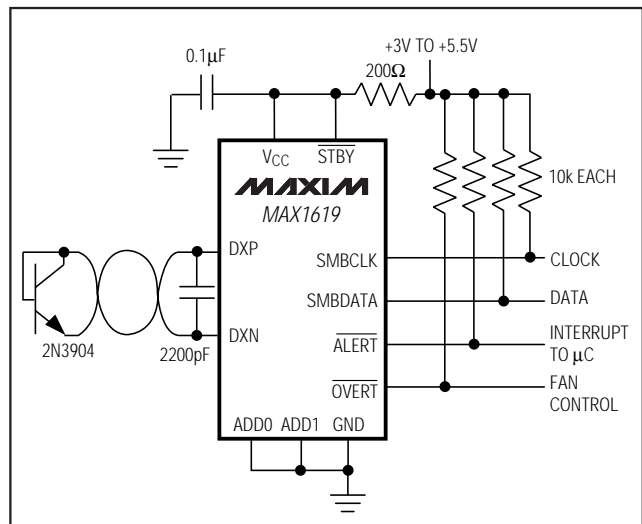 +3V TO +5.5V
0.1µF
200Ω
VCC
STBY
10k EACH
MAXIM
MAX1619
DXP
SMBCLK
CLOCK
SMBDATA
DATA
DXN
ALERT
INTERRUPT
TO µC
2N3904
2200pF
OVERT
FAN
CONTROL
ADD0
ADD1
GND